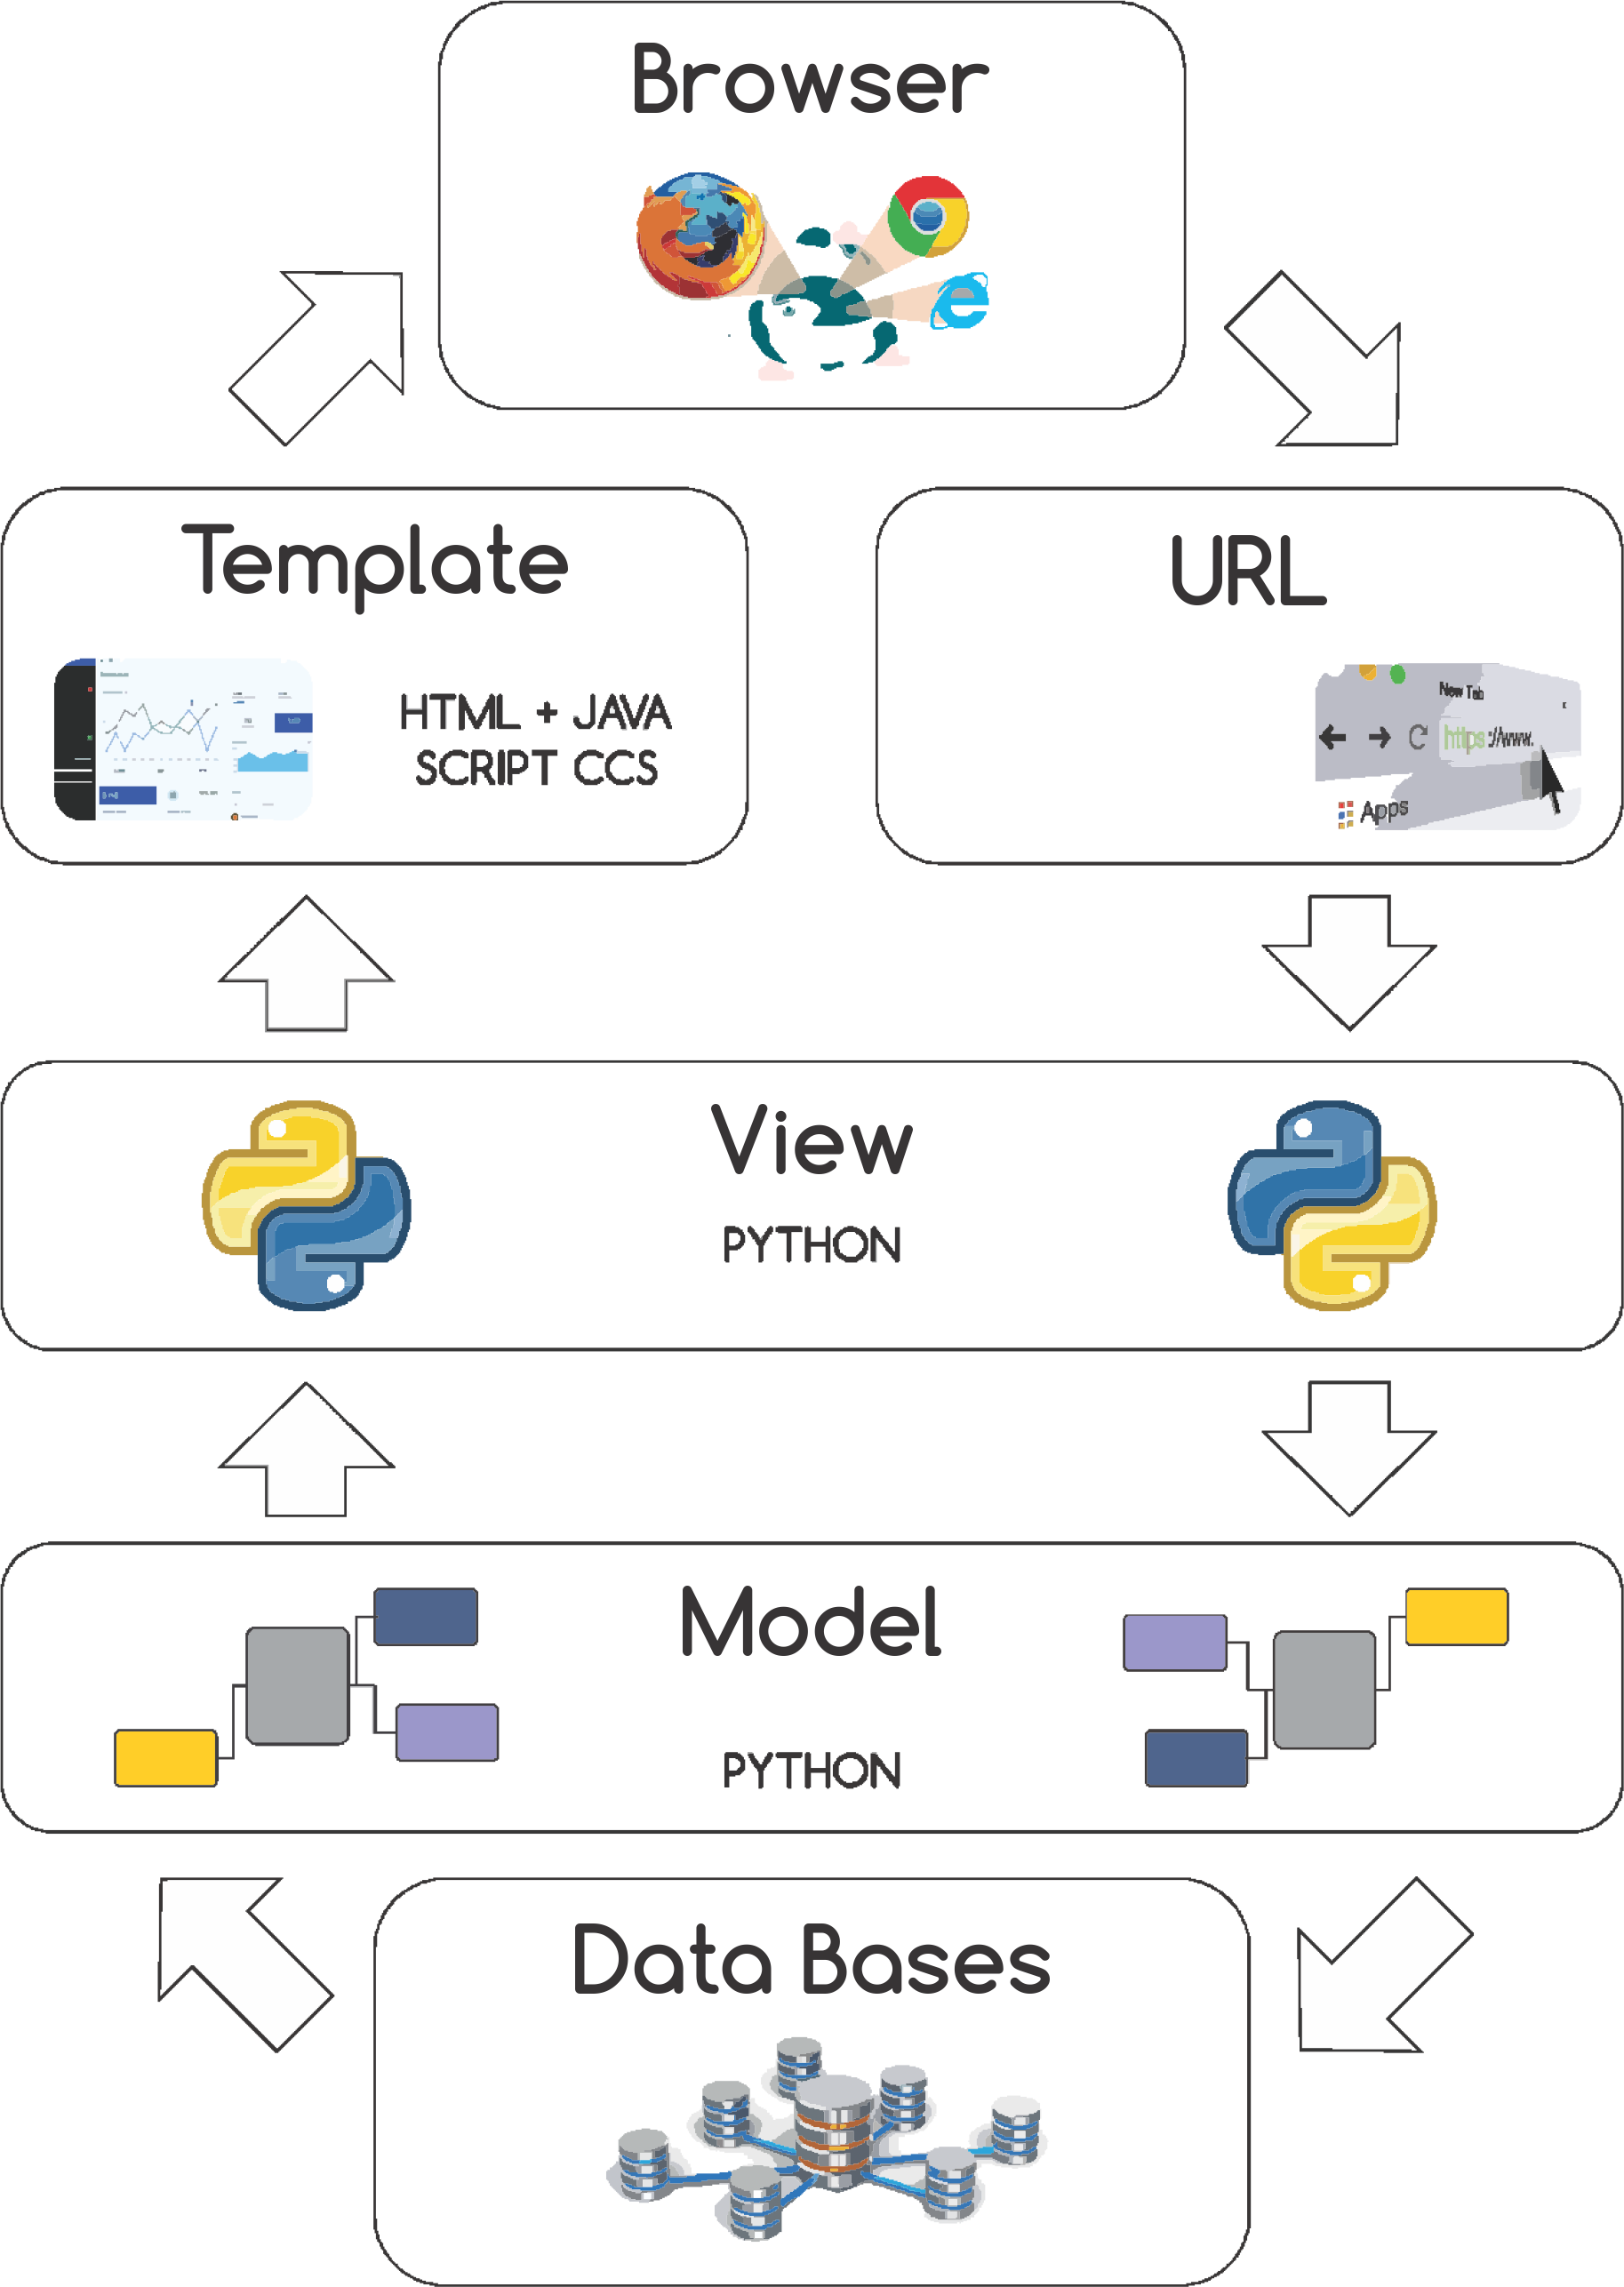 Browser
Template
HTML + JAVA
SCRIPT CCS
URL
New Tab
https://www.
Apps
View
PYTHON
Model
PYTHON
Data Bases